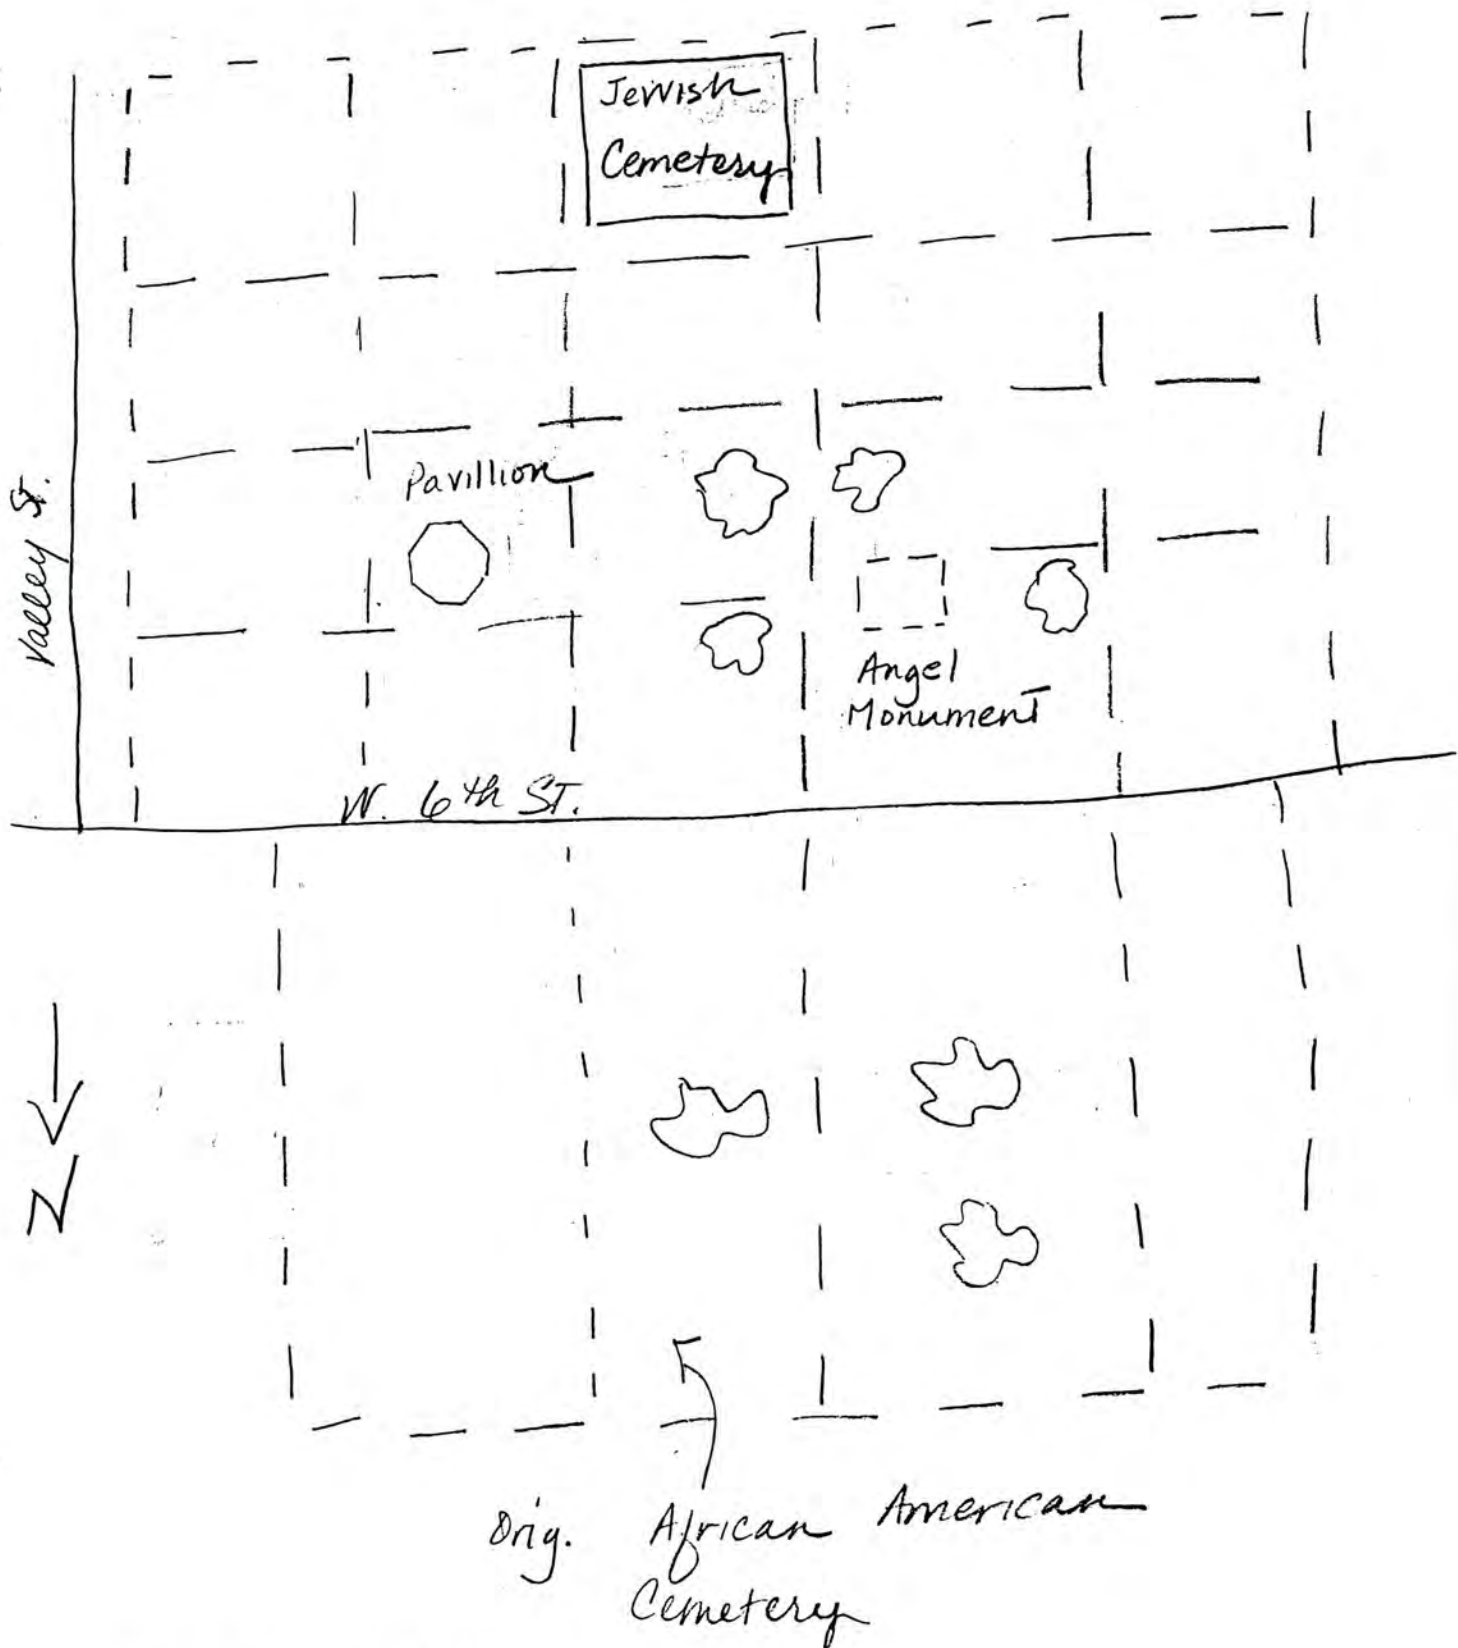 Jewish
Cemetery
Valley St.
Pavillion
Angel
Monument
W. 6th ST.
N
Orig. African American
Cemetery